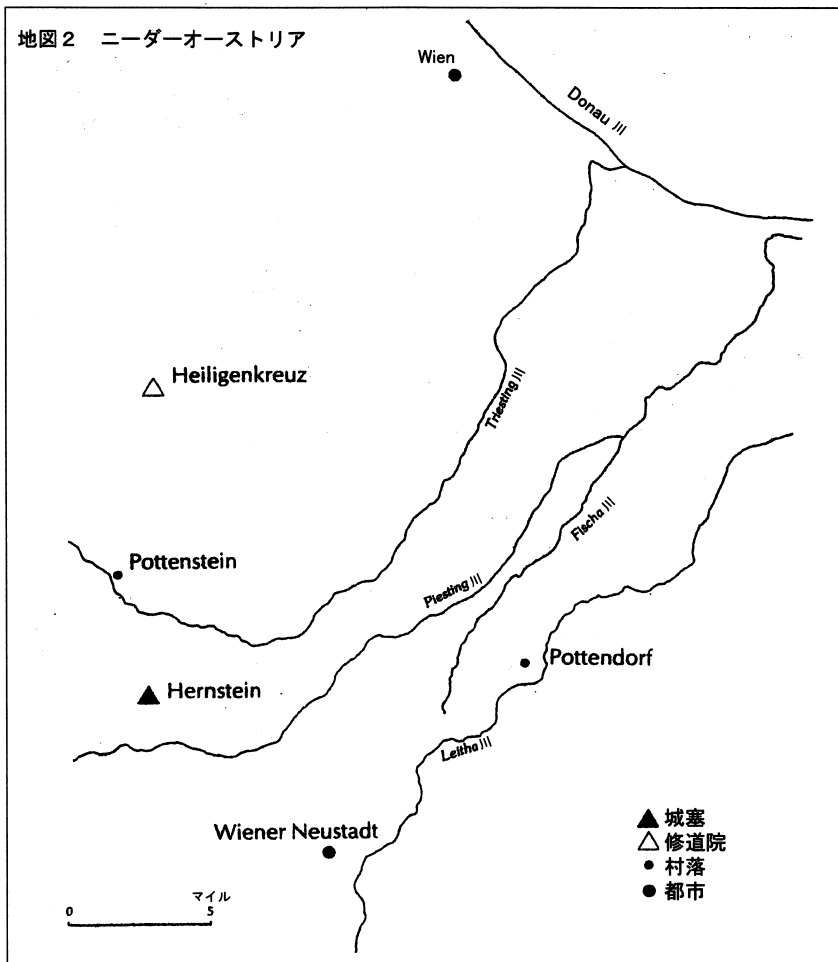 地図2 ニーダーオーストリア
Wien
Donau川
Heiligenkreuz
Triesting川
Fischa川
Pottenstein
Piesting川
Pottendorf
Hernstein
Leitha川
Wiener Neustadt
▲ 城塞
△ 修道院
● 村落
● 都市
マイル
0 5